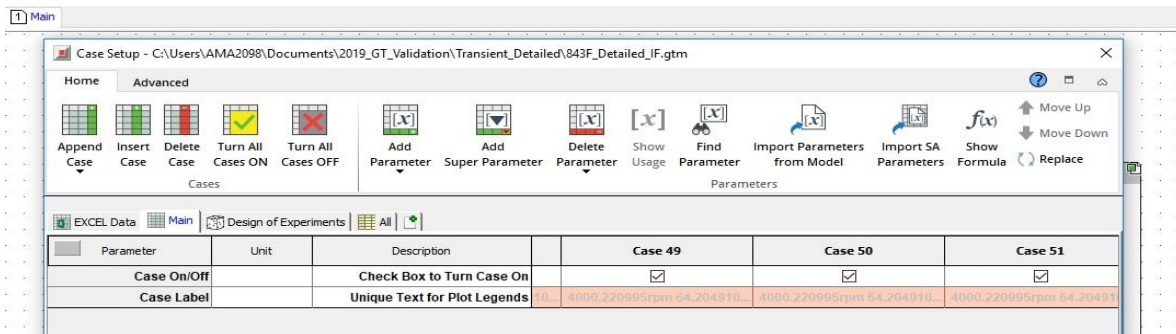 1 Main
Case Setup - C:\Users\AMA2098\Documents\2019_GT_Validation\Transient_Detailed\843F_Detailed_IF.gtm
Home Advanced
Append Case
Insert Case
Delete Case
Turn All Cases ON
Turn All Cases OFF
Cases
Add Parameter
Add Super Parameter
Delete Parameter
Show Usage
Find Parameter
Import Parameters from Model
Import SA Parameters
Show Formula
Move Up
Move Down
Replace
Parameters
EXCEL Data Main Design of Experiments All
Parameter Unit Description Case 49 Case 50 Case 51
Case On/Off Check Box to Turn Case On
Case Label Unique Text for Plot Legends 10... 4000.220995rpm 64.204910... 4000.220995rpm 64.204910... 4000.220995rpm 64.20491